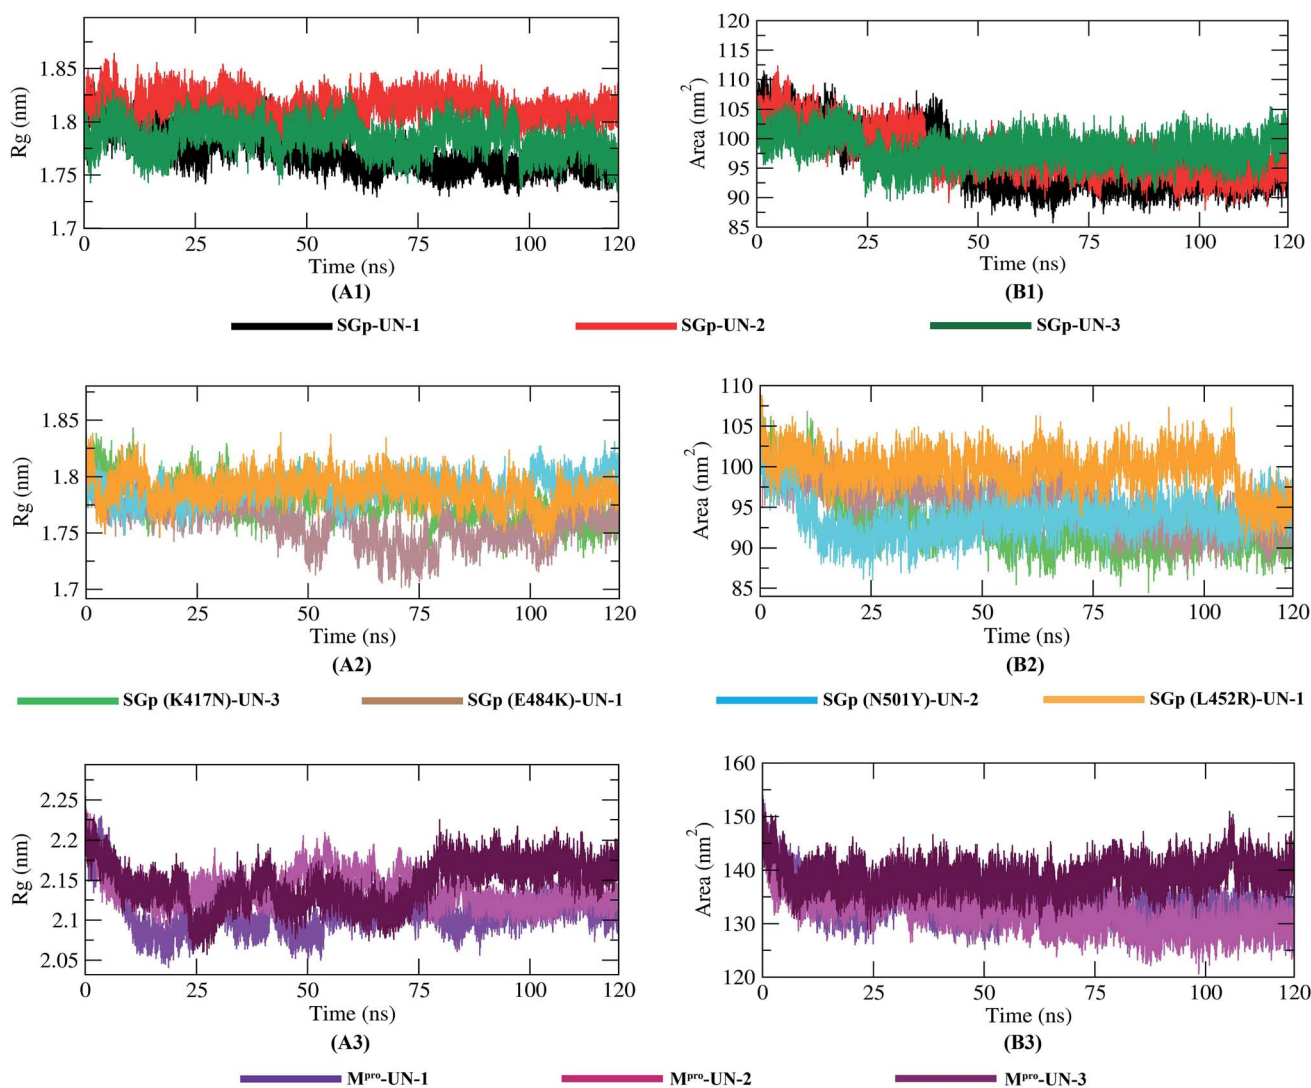 Rg (nm)
1.85
1.8
1.75
1.7
0 25 50 75 100 120
Time (ns)
(A1)
Area (nm²)
120
115
110
105
100
95
90
85
0 25 50 75 100 120
Time (ns)
(B1)
SGp-UN-1 SGp-UN-2 SGp-UN-3
Rg (nm)
1.85
1.8
1.75
1.7
0 25 50 75 100 120
Time (ns)
(A2)
Area (nm²)
110
105
100
95
90
85
0 25 50 75 100 120
Time (ns)
(B2)
SGp (K417N)-UN-3 SGp (E484K)-UN-1 SGp (N501Y)-UN-2 SGp (L452R)-UN-1
Rg (nm)
2.25
2.2
2.15
2.1
2.05
0 25 50 75 100 120
Time (ns)
(A3)
Area (nm²)
160
150
140
130
120
0 25 50 75 100 120
Time (ns)
(B3)
Mᵖʳᵒ-UN-1 Mᵖʳᵒ-UN-2 Mᵖʳᵒ-UN-3